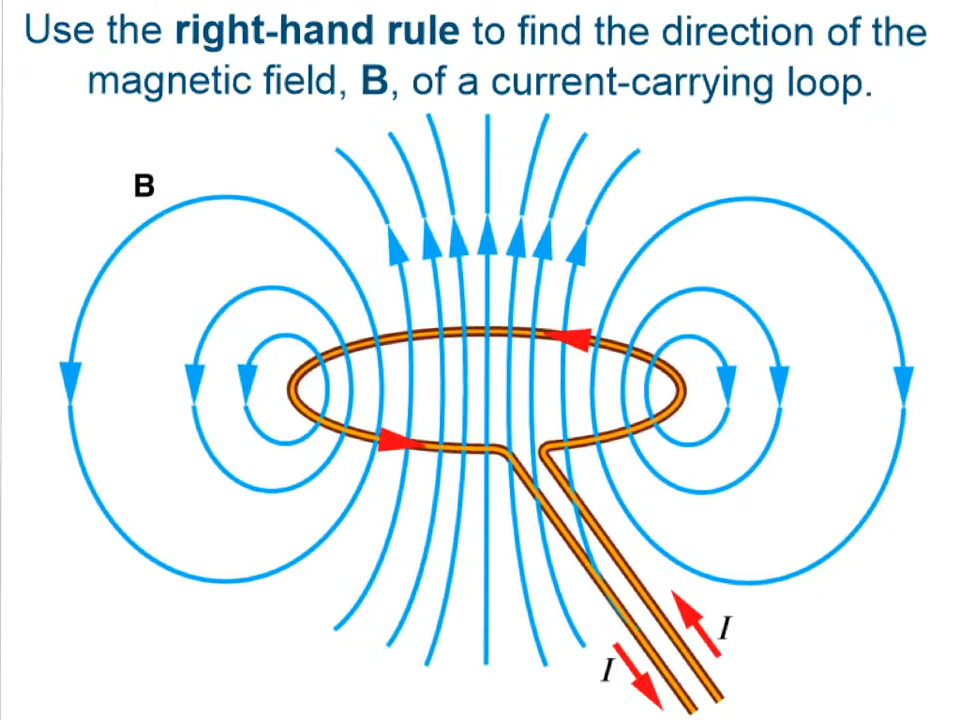 Use the right-hand rule to find the direction of the
magnetic field, B, of a current-carrying loop.
B
I
I